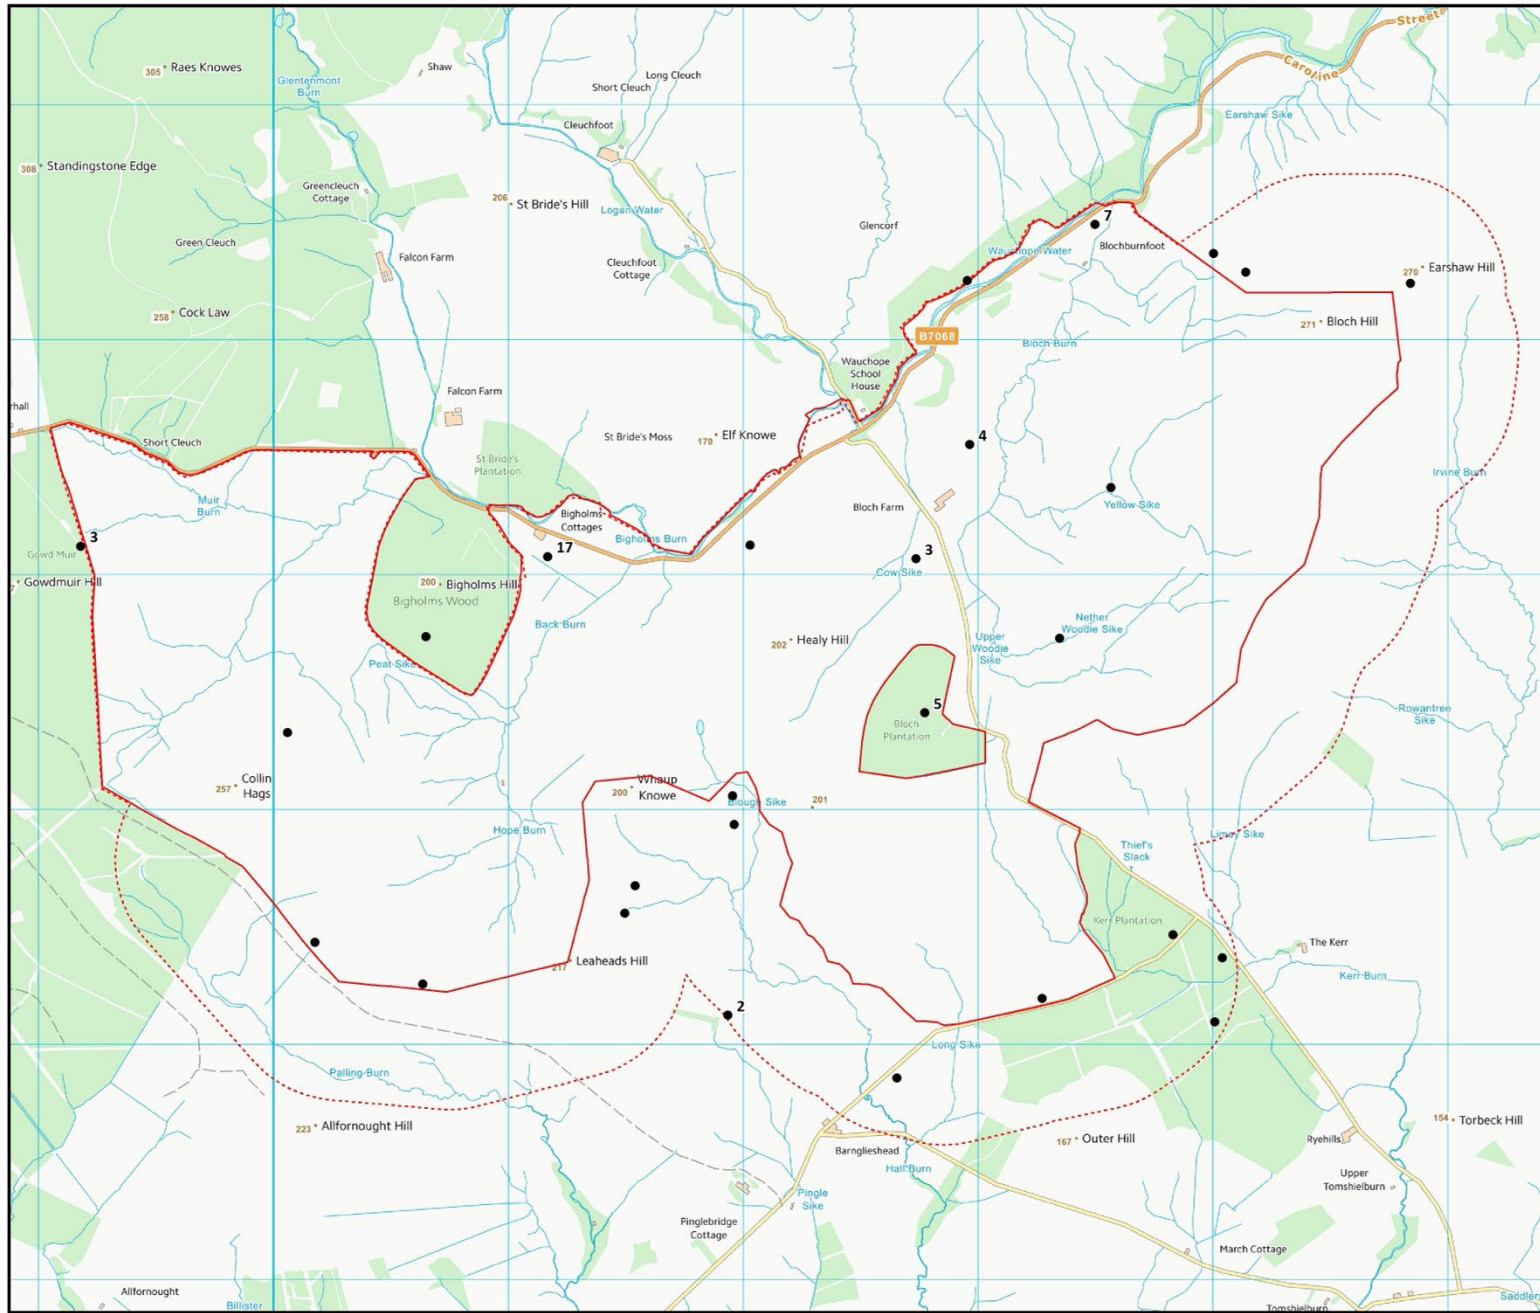 Street
Caroline
305 Raes Knowes
Shaw
Long Cleuch
Short Cleuch
Glentenmont
Burn
Earshaw Sike
Cleuchfoot
308 Standingstone Edge
Greencleuch
Cottage
206 St Bride's Hill
Logan Water
7
Glencorf
Green Cleuch
Wauchope Water
Blochburnfoot
Falcon Farm
Cleuchfoot
Cottage
270 Earshaw Hill
258 Cock Law
271 Bloch Hill
B7068
Bloch Burn
Wauchope
School
House
Falcon Farm
rhall
Short Cleuch
St Bride's Moss
170 Elf Knowe
4
St Bride's
Plantation
Irvine Burn
Muir
Burn
Yellow Sike
Bloch Farm
Bigholms
Cottages
Bigholms Burn
3
Gowd Muir
17
3
Cow Sike
7 Gowdmuir Hill
200 Bigholms Hill
Bigholms Wood
Back Burn
Nether
Woodie Sike
202 Healy Hill
Upper
Woodie
Sike
Peat Sike
5
Bloch
Plantation
Rowantree
Sike
257 Collin
Hags
200 Whaup
Knowe
Blough Sike
201
Hope Burn
Limey Sike
Thief's
Slack
Kerr Plantation
The Kerr
217 Leaheads Hill
Kerr Burn
2
Long Sike
Palling Burn
223 Allfornought Hill
154 Torbeck Hill
167 Outer Hill
Ryehills
Barnglieshead
Hall Burn
Upper
Tomshielburn
Pingle
Sike
Pinglebridge
Cottage
March Cottage
Allfornought
Billister
Saddler
Tomshielburn